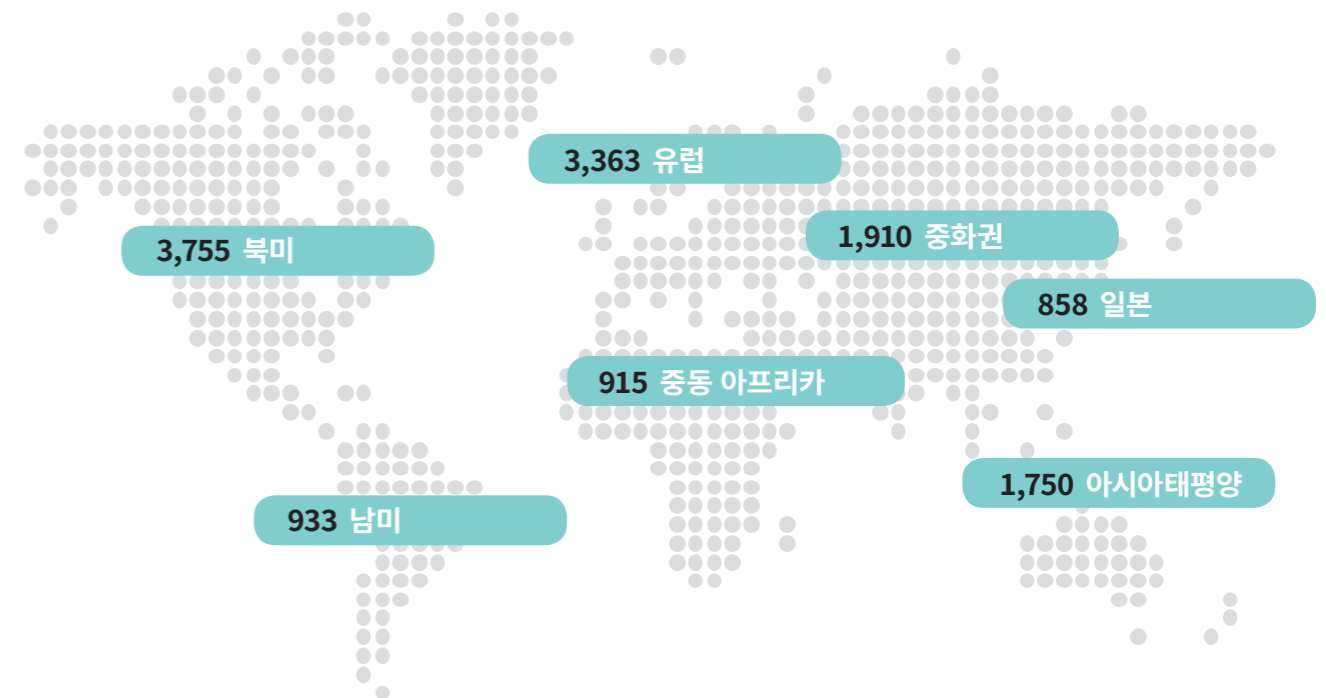 3,363 유럽
1,910 중화권
3,755 북미
858 일본
915 중동 아프리카
1,750 아시아태평양
933 남미